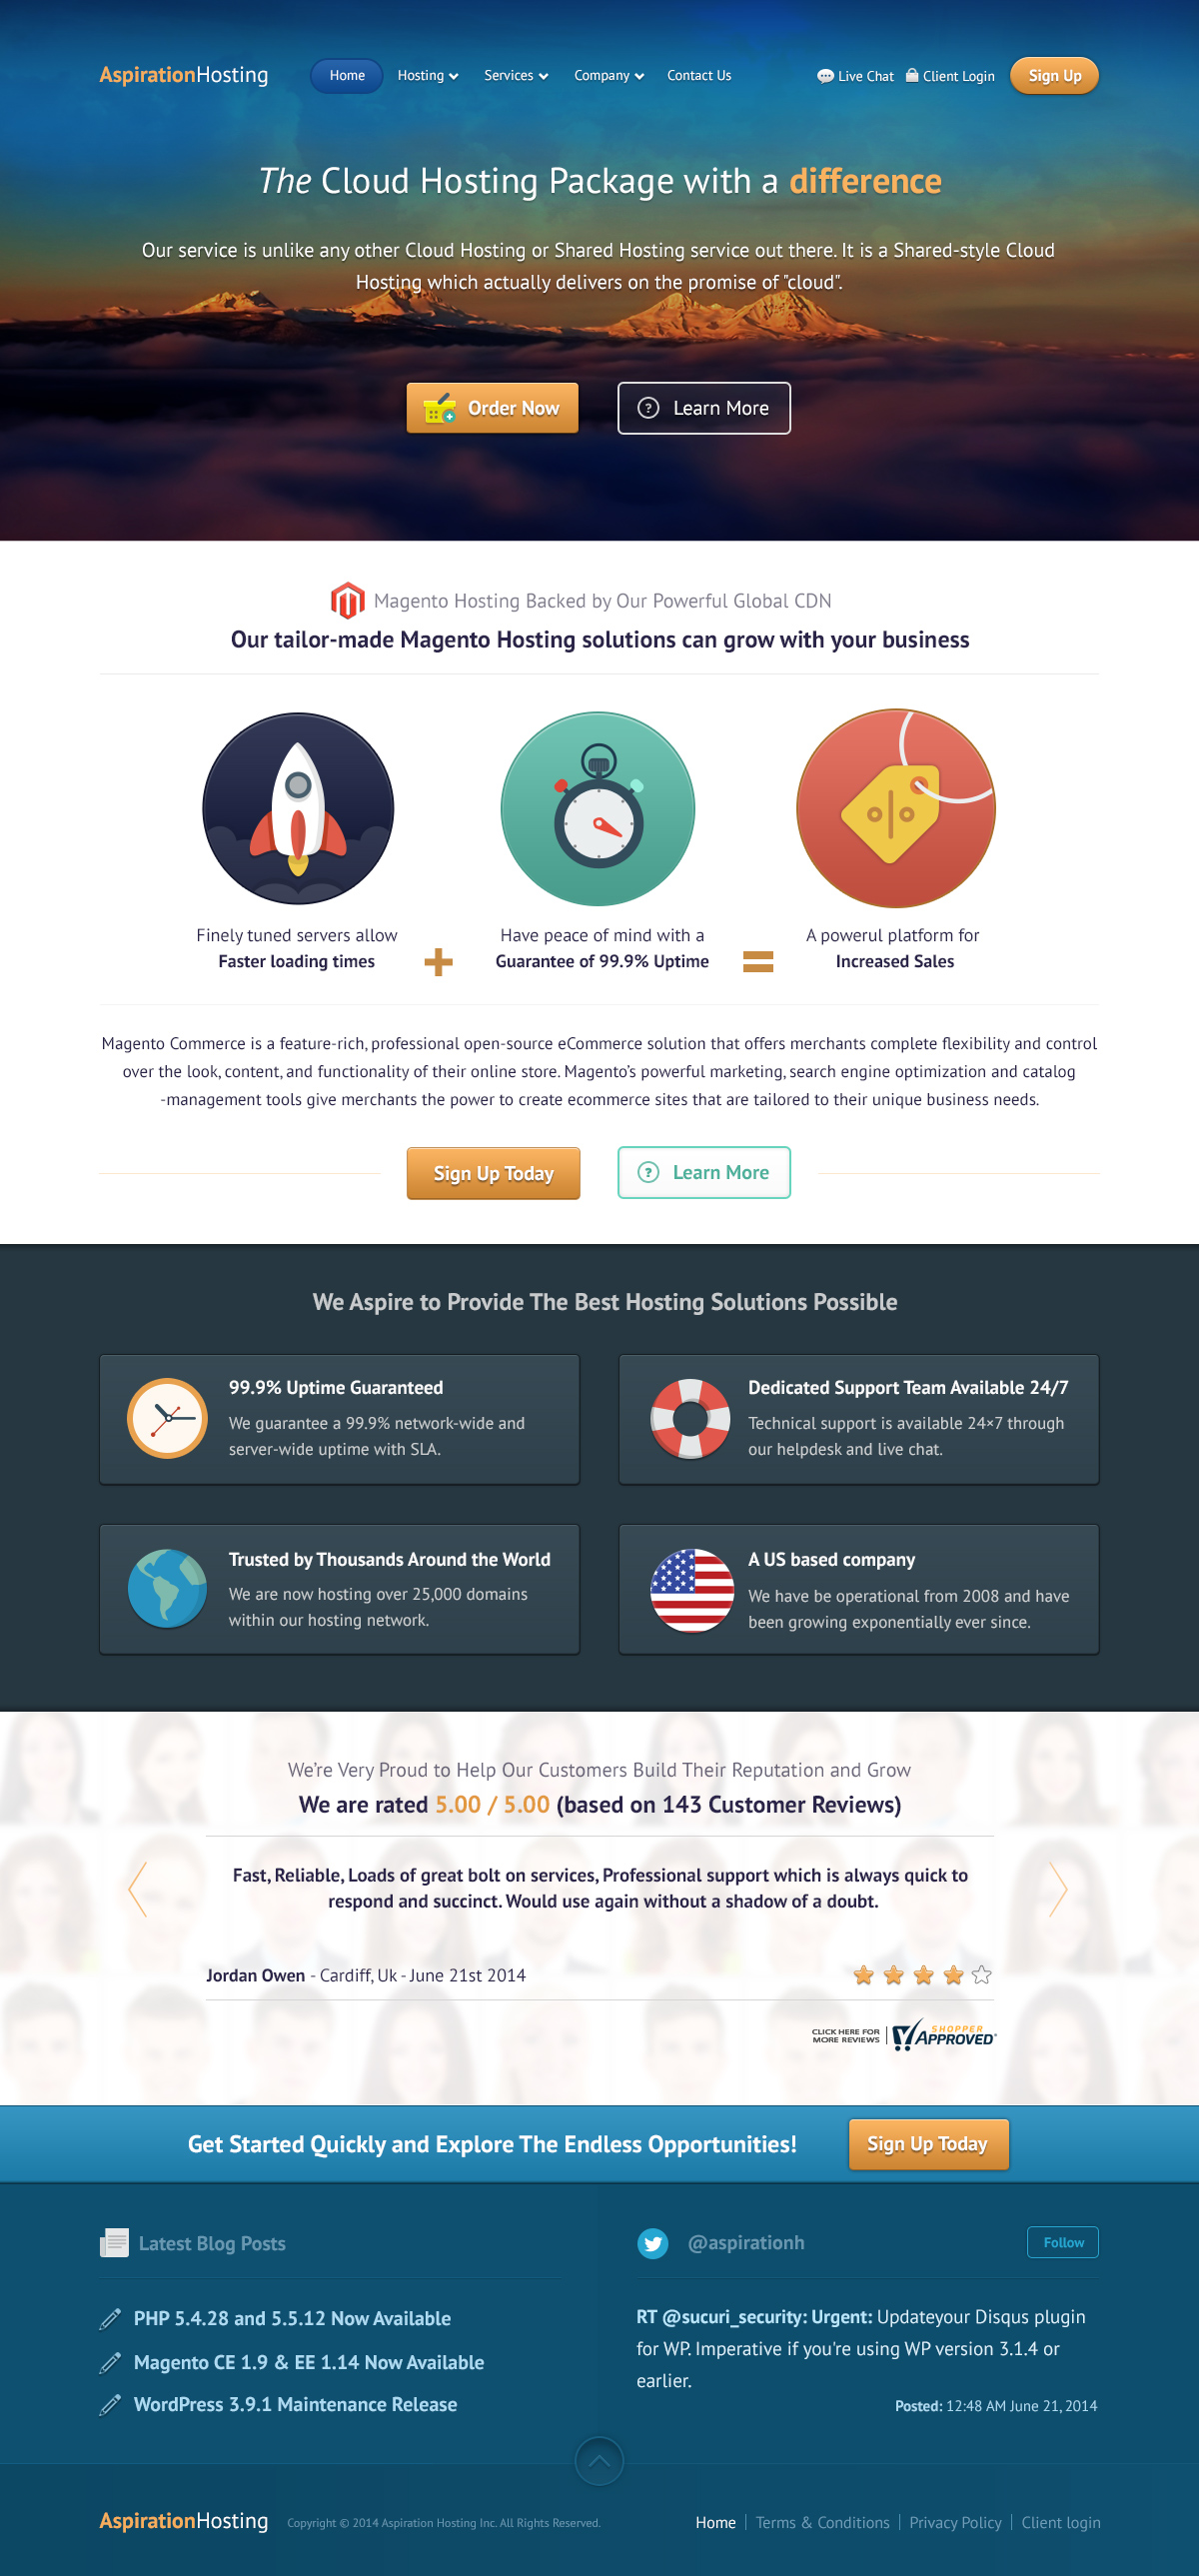 AspirationHosting
Home Hosting Services Company Contact Us
Live Chat Client Login Sign Up
The Cloud Hosting Package with a difference
Our service is unlike any other Cloud Hosting or Shared Hosting service out there. It is a Shared-style Cloud
Hosting which actually delivers on the promise of "cloud".
Order Now
? Learn More
Magento Hosting Backed by Our Powerful Global CDN
Our tailor-made Magento Hosting solutions can grow with your business
Finely tuned servers allow
Faster loading times
+
Have peace of mind with a
Guarantee of 99.9% Uptime
=
A powerul platform for
Increased Sales
Magento Commerce is a feature-rich, professional open-source eCommerce solution that offers merchants complete flexibility and control
over the look, content, and functionality of their online store. Magento's powerful marketing, search engine optimization and catalog
-management tools give merchants the power to create ecommerce sites that are tailored to their unique business needs.
Sign Up Today
? Learn More
We Aspire to Provide The Best Hosting Solutions Possible
99.9% Uptime Guaranteed
We guarantee a 99.9% network-wide and
server-wide uptime with SLA.
Dedicated Support Team Available 24/7
Technical support is available 24×7 through
our helpdesk and live chat.
Trusted by Thousands Around the World
We are now hosting over 25,000 domains
within our hosting network.
A US based company
We have be operational from 2008 and have
been growing exponentially ever since.
We're Very Proud to Help Our Customers Build Their Reputation and Grow
We are rated 5.00 / 5.00 (based on 143 Customer Reviews)
Fast, Reliable, Loads of great bolt on services, Professional support which is always quick to
respond and succinct. Would use again without a shadow of a doubt.
Jordan Owen - Cardiff, Uk - June 21st 2014
CLICK HERE FOR
MORE REVIEWS
SHOPPER
APPROVED
Get Started Quickly and Explore The Endless Opportunities!
Sign Up Today
Latest Blog Posts
PHP 5.4.28 and 5.5.12 Now Available
Magento CE 1.9 & EE 1.14 Now Available
WordPress 3.9.1 Maintenance Release
@aspirationh
Follow
RT @sucuri_security: Urgent: Updateyour Disqus plugin
for WP. Imperative if you're using WP version 3.1.4 or
earlier.
Posted: 12:48 AM June 21, 2014
AspirationHosting
Copyright © 2014 Aspiration Hosting Inc. All Rights Reserved.
Home | Terms & Conditions | Privacy Policy | Client login